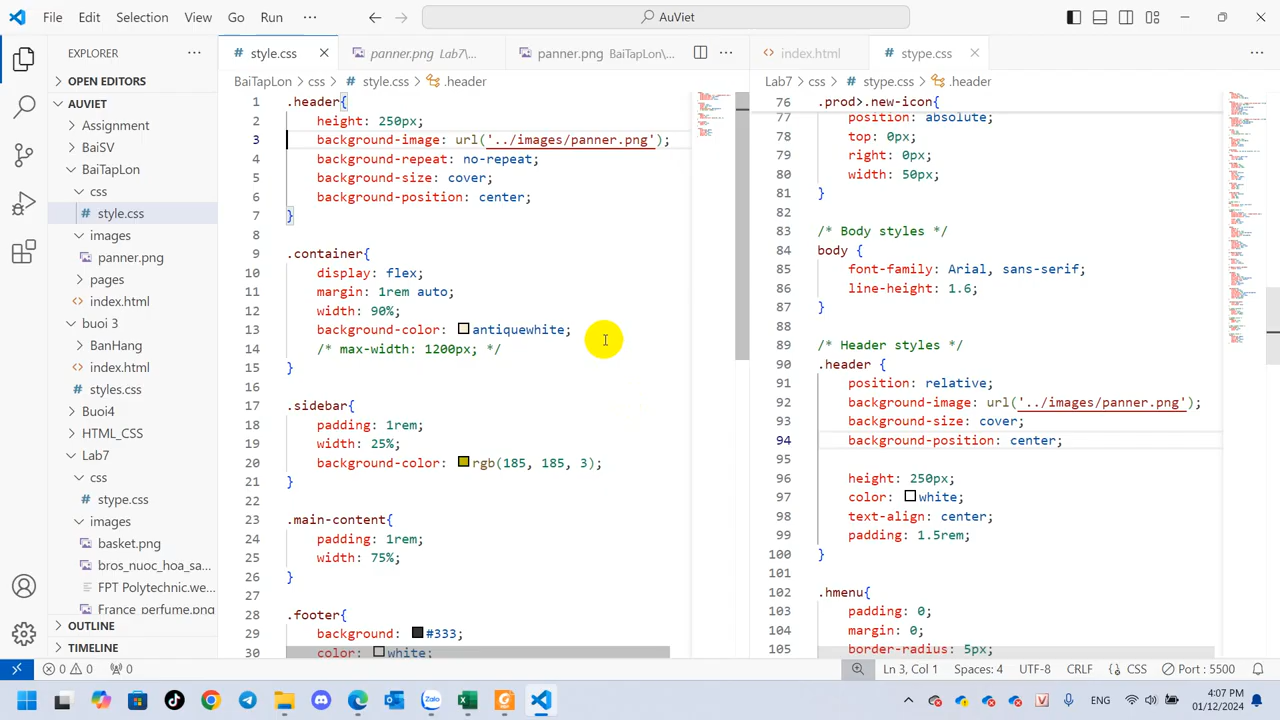 File Edit Selection View Go Run ··· AuViet
EXPLORER ···
OPEN EDITORS
AUVIET
Assignment
BaiSV
BaiTapLon
css
# style.css
images
panner.png
pages
index.html
buoi 3
BanHang
index.html
styles.css
Buoi4
HTML_CSS
Lab7
css
stype.css
images
basket.png
bros_nuoc_hoa_sa...
FPT Polytechnic.we...
France_perfume.png
OUTLINE
TIMELINE
style.css panner.png Lab7\... panner.png BaiTapLon\... ···
BaiTapLon > css > # style.css > .header
1 .header{
2 height: 250px;
3 background-image: url('../images/panner.png');
4 background-repeat: no-repeat;
5 background-size: cover;
6 background-position: center;
7 }
8
9 .container{
10 display: flex;
11 margin: 1rem auto;
12 width: 90%;
13 background-color: antiquewhite;
14 /* max-width: 1200px; */
15 }
16
17 .sidebar{
18 padding: 1rem;
19 width: 25%;
20 background-color: rgb(185, 185, 3);
21 }
22
23 .main-content{
24 padding: 1rem;
25 width: 75%;
26 }
27
28 .footer{
29 background: #333;
30 color: white;
index.html # stype.css ···
Lab7 > css > # stype.css > .header
76 .prod>.new-icon{
77 position: absolute;
78 top: 0px;
79 right: 0px;
80 width: 50px;
81 }
82
83 /* Body styles */
84 body {
85 font-family: Arial, sans-serif;
86 line-height: 1.6;
87 }
88
89 /* Header styles */
90 .header {
91 position: relative;
92 background-image: url('../images/panner.png');
93 background-size: cover;
94 background-position: center;
95
96 height: 250px;
97 color: white;
98 text-align: center;
99 padding: 1.5rem;
100 }
101
102 .hmenu{
103 padding: 0;
104 margin: 0;
105 border-radius: 5px;
0 0 0 Ln 3, Col 1 Spaces: 4 UTF-8 CRLF CSS Port : 5500
Zalo ENG 4:07 PM
01/12/2024